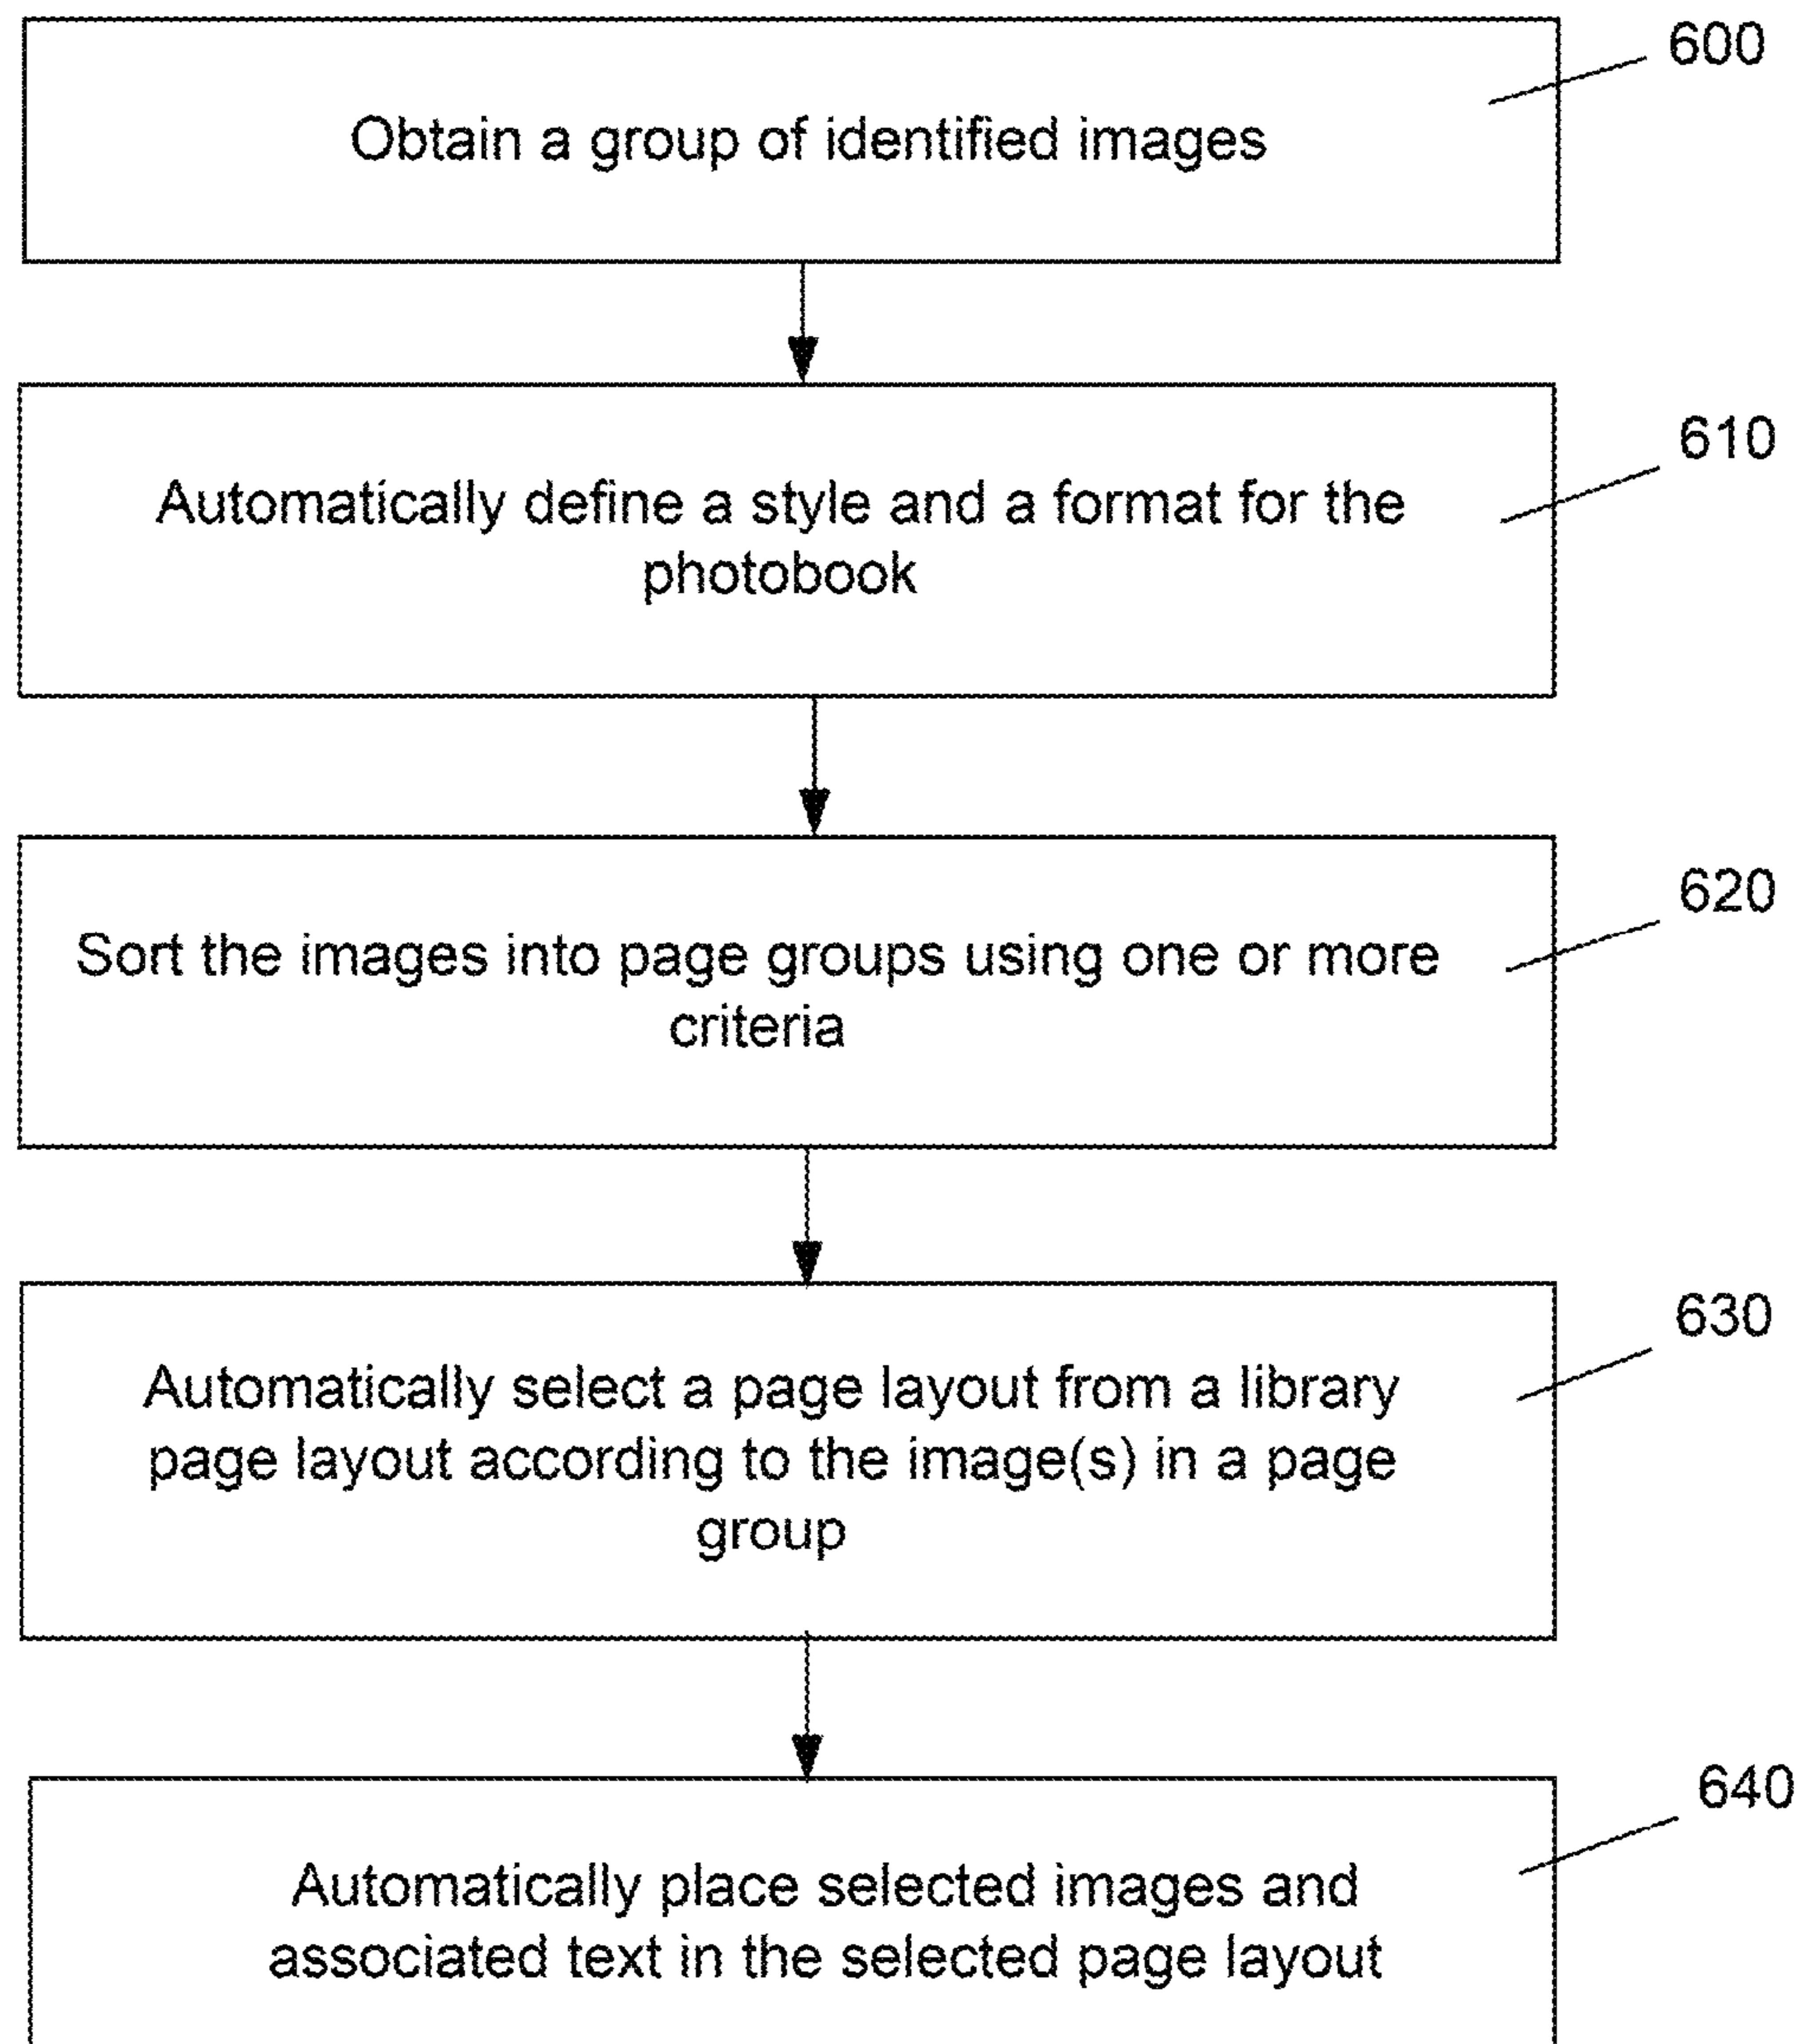 600
Obtain a group of identified images
610
Automatically define a style and a format for the
photobook
620
Sort the images into page groups using one or more
criteria
630
Automatically select a page layout from a library
page layout according to the image(s) in a page
group
640
Automatically place selected images and
associated text in the selected page layout